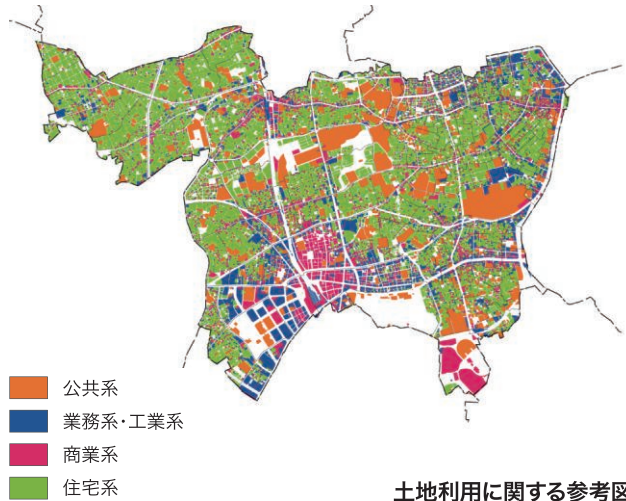 公共系
業務系・工業系
商業系
住宅系
土地利用に関する参考図